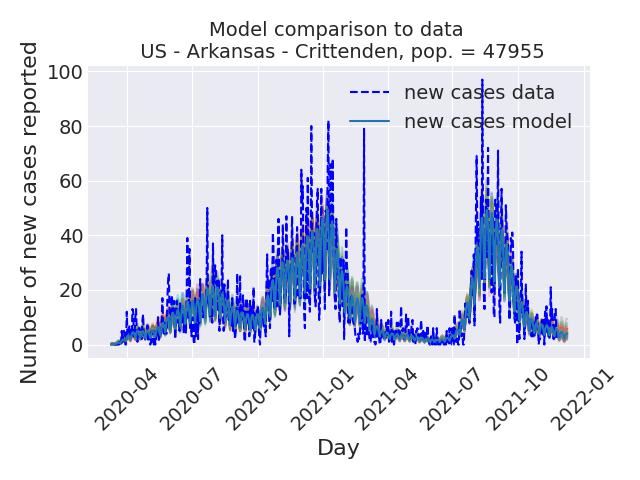 Model comparison to data
US - Arkansas - Crittenden, pop. = 47955
Number of new cases reported
100
80
60
40
20
0
new cases data
new cases model
2020-04
2020-07
2020-10
2021-01
2021-04
2021-07
2021-10
2022-01
Day